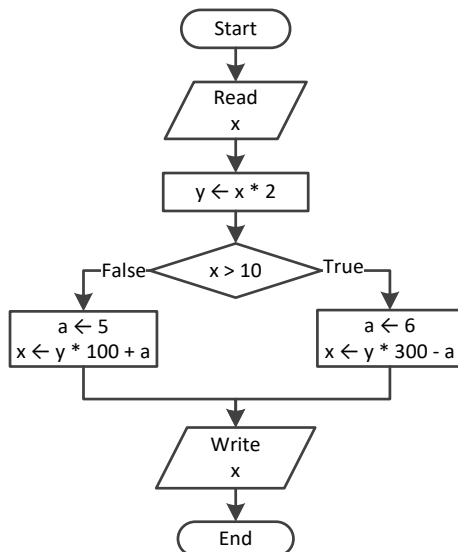 Start
Read
x
y ← x * 2
x > 10
False
True
a ← 5
x ← y * 100 + a
a ← 6
x ← y * 300 - a
Write
x
End